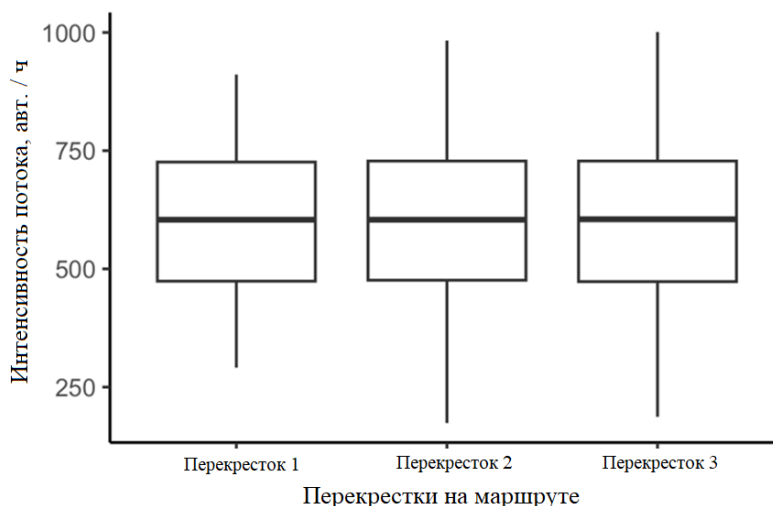 Интенсивность потока, авт. / ч
1000
750
500
250
Перекресток 1
Перекресток 2
Перекресток 3
Перекрестки на маршруте